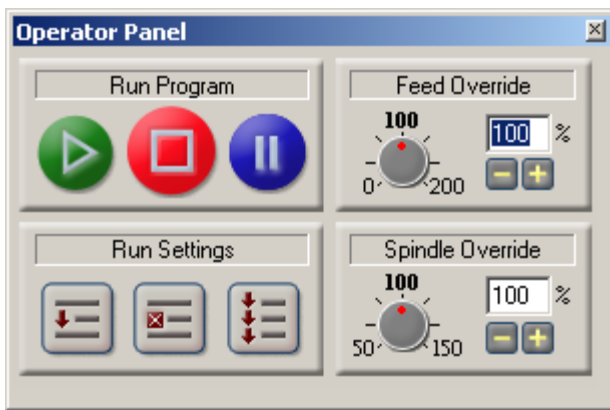 Operator Panel
Run Program
Feed Override
100
100 %
0 200
Run Settings
Spindle Override
100
100 %
50 150